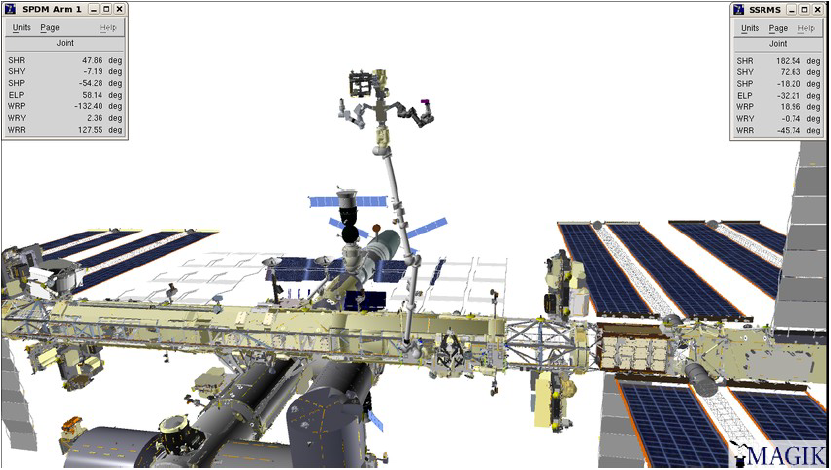 SPDM Arm 1
Units Page Help
Joint
SHR 47.86 deg
SHY -7.19 deg
SHP -54.28 deg
ELP 58.14 deg
WRP -132.40 deg
WRY 2.36 deg
WRR 127.55 deg
SSRMS
Units Page Help
Joint
SHR 182.54 deg
SHY 72.63 deg
SHP -18.20 deg
ELP -32.21 deg
WRP 18.96 deg
WRY -0.74 deg
WRR -45.74 deg
iMAGIK